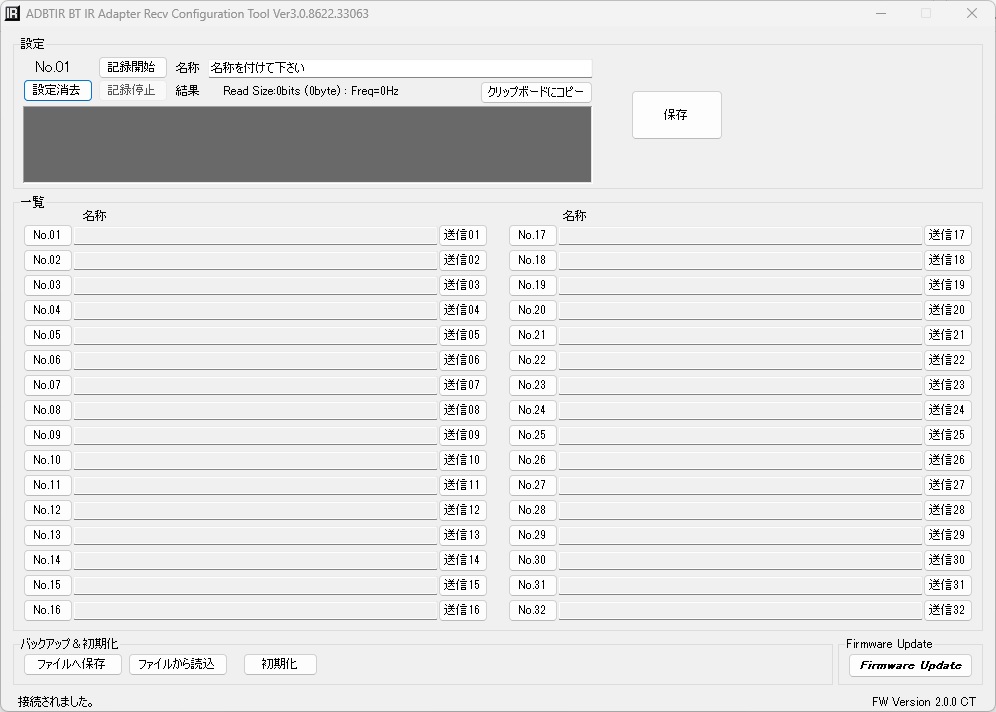 IR ADBTIR BT IR Adapter Recv Configuration Tool Ver3.0.8622.33063
設定
No.01 記録開始 名称 名称を付けて下さい
設定消去 記録停止 結果 Read Size:0bits (0byte) : Freq=0Hz クリップボードにコピー
保存
一覧
名称 名称
No.01 送信01 No.17 送信17
No.02 送信02 No.18 送信18
No.03 送信03 No.19 送信19
No.04 送信04 No.20 送信20
No.05 送信05 No.21 送信21
No.06 送信06 No.22 送信22
No.07 送信07 No.23 送信23
No.08 送信08 No.24 送信24
No.09 送信09 No.25 送信25
No.10 送信10 No.26 送信26
No.11 送信11 No.27 送信27
No.12 送信12 No.28 送信28
No.13 送信13 No.29 送信29
No.14 送信14 No.30 送信30
No.15 送信15 No.31 送信31
No.16 送信16 No.32 送信32
バックアップ&初期化 Firmware Update
ファイルへ保存 ファイルから読込 初期化 Firmware Update
接続されました。 FW Version 2.0.0 CT